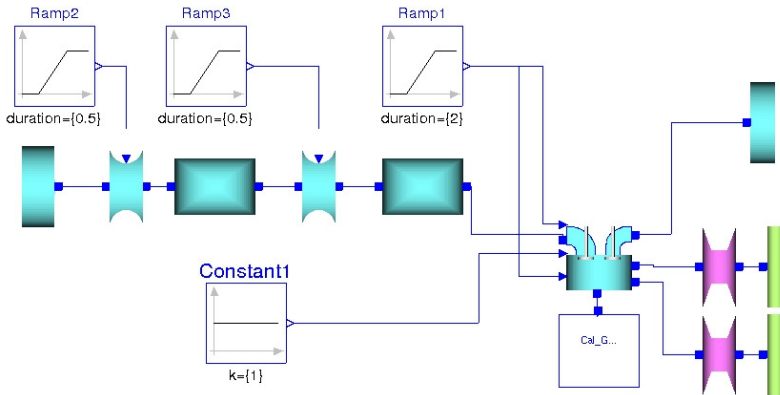 Ramp2
Ramp3
Ramp1
duration={0.5}
duration={0.5}
duration={2}
Constant1
k={1}
Cal_G...